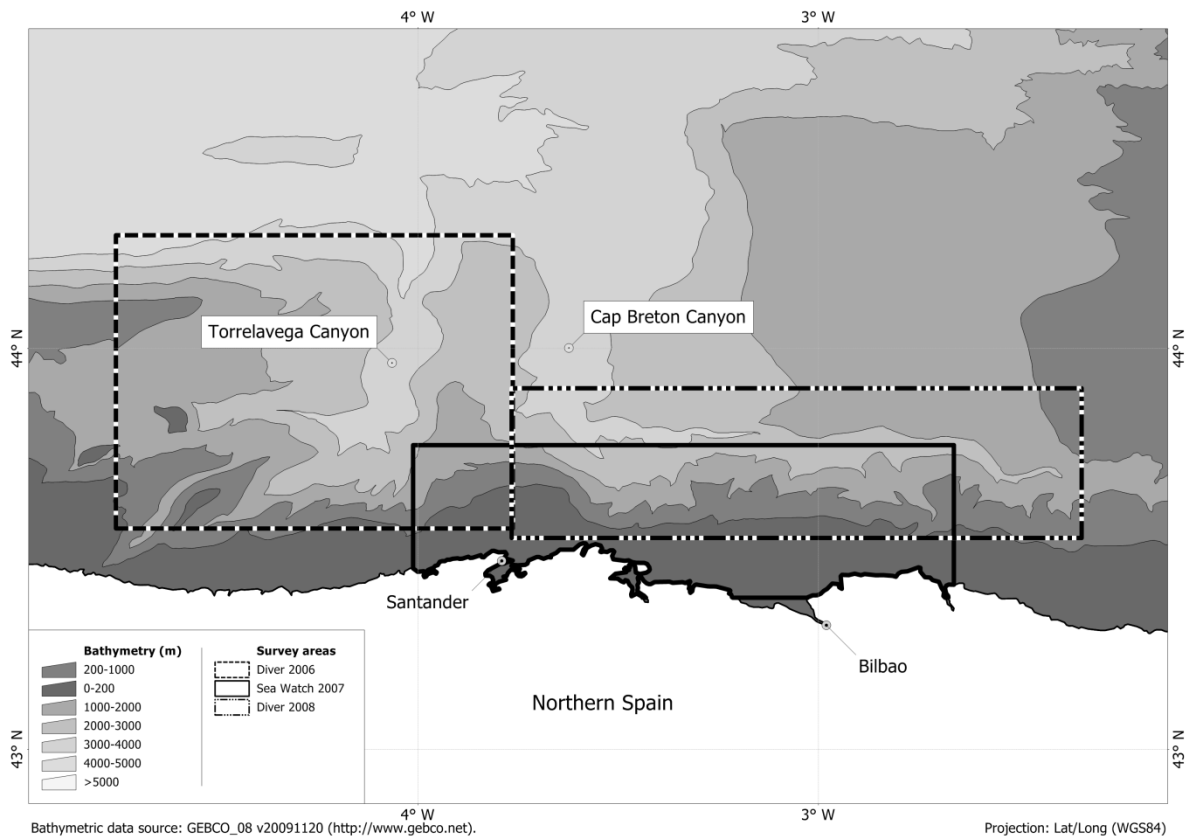 4° W
3° W
Torrelavega Canyon
Cap Breton Canyon
44° N
44° N
Santander
Bilbao
Northern Spain
Bathymetry (m)
200-1000
0-200
1000-2000
2000-3000
3000-4000
4000-5000
>5000
Survey areas
Diver 2006
Sea Watch 2007
Diver 2008
43° N
43° N
4° W
3° W
Bathymetric data source: GEBCO_08 v20091120 (http://www.gebco.net).
Projection: Lat/Long (WGS84)